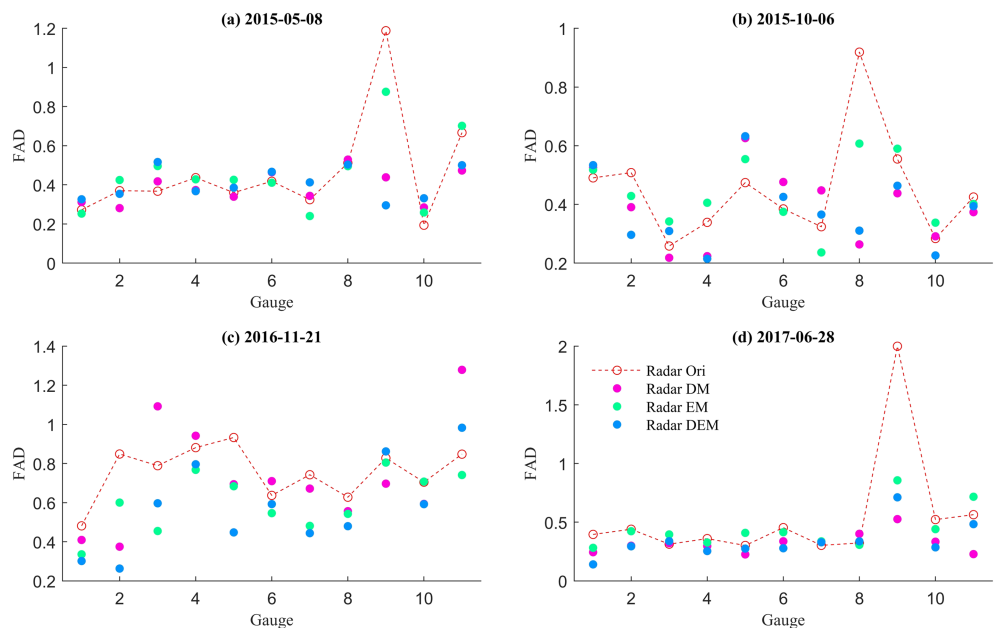 (a) 2015-05-08
1.2
1
0.8
0.6
0.4
0.2
0
FAD
2 4 6 8 10
Gauge
(b) 2015-10-06
1
0.8
0.6
0.4
0.2
FAD
2 4 6 8 10
Gauge
(c) 2016-11-21
1.4
1.2
1
0.8
0.6
0.4
0.2
FAD
2 4 6 8 10
Gauge
(d) 2017-06-28
2
1.5
1
0.5
0
FAD
Radar Ori
Radar DM
Radar EM
Radar DEM
2 4 6 8 10
Gauge